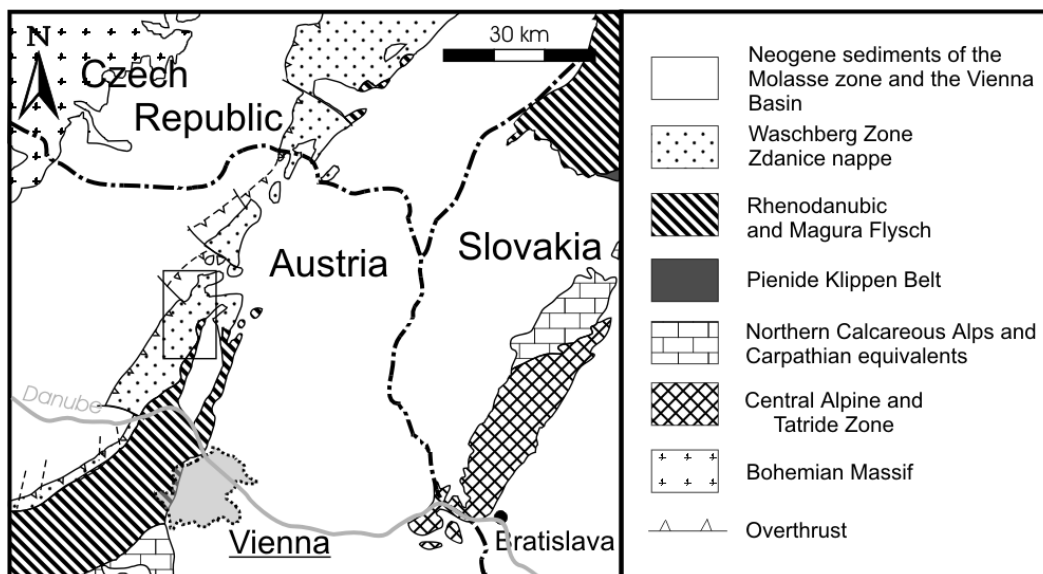 N
30 km
Czech
Republic
Austria
Slovakia
Danube
Vienna
Bratislava
Neogene sediments of the
Molasse zone and the Vienna
Basin
Waschberg Zone
Zdanice nappe
Rhenodanubic
and Magura Flysch
Pienide Klippen Belt
Northern Calcareous Alps and
Carpathian equivalents
Central Alpine and
Tatride Zone
Bohemian Massif
Overthrust